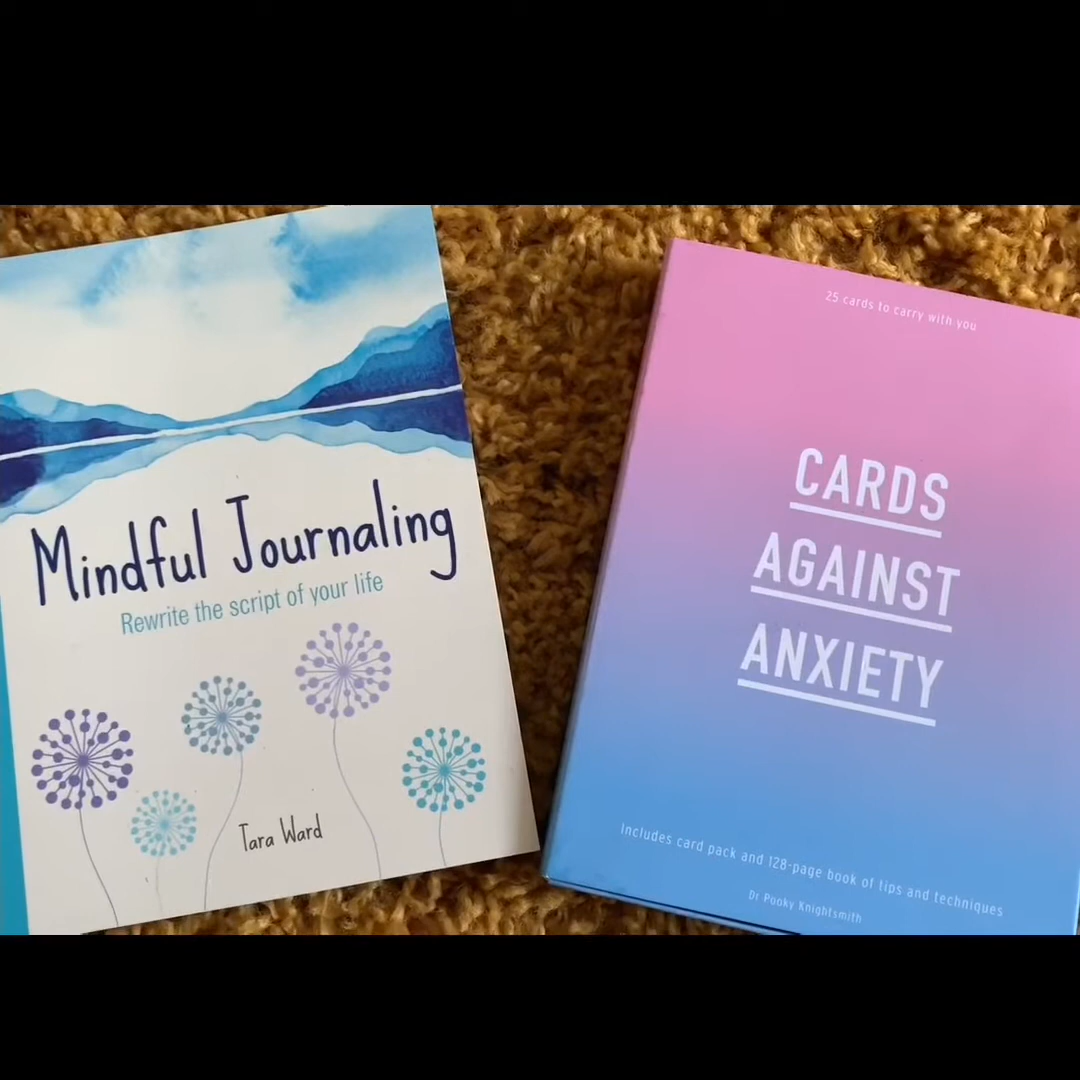 Mindful Journaling
Rewrite the script of your life
Tara Ward
25 cards to carry with you
CARDS
AGAINST
ANXIETY
Includes card pack and 128-page book of tips and techniques
Dr Pooky Knightsmith